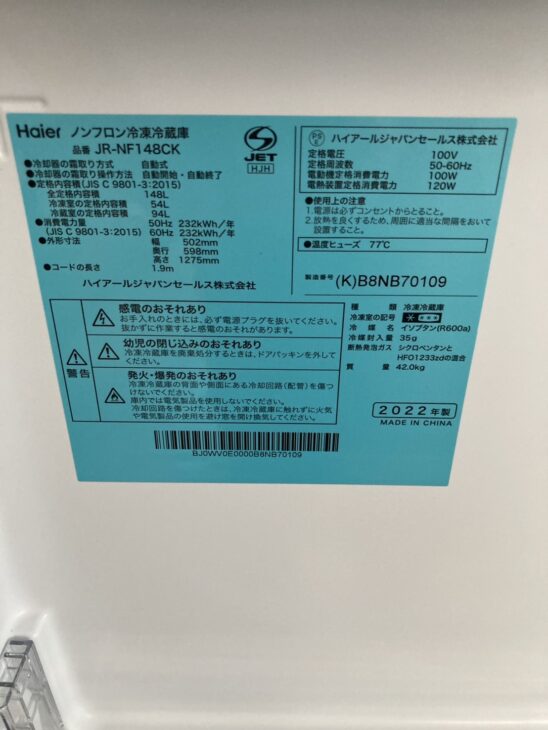 Haier ノンフロン冷凍冷蔵庫
品番 JR-NF148CK
●冷却器の霜取り方式 自動式
●冷却器の霜取り操作方法 自動開始・自動終了
●定格内容積(JIS C 9801-3:2015)
全定格内容積 148L
冷凍室の定格内容積 54L
冷蔵室の定格内容積 94L
●消費電力量 50Hz 232kWh/年
(JIS C 9801-3:2015) 60Hz 232kWh/年
●外形寸法 幅 502mm
奥行 598mm
高さ 1275mm
●コードの長さ 1.9m
ハイアールジャパンセールス株式会社
JET
HJH
PS
E
ハイアールジャパンセールス株式会社
定格電圧 100V
定格周波数 50-60Hz
電動機定格消費電力 100W
電熱装置定格消費電力 120W
●使用上の注意
1.電源は必ずコンセントからとること。
2.放熱を良くするため、周囲に適当な間隔をおいて
設置すること。
●温度ヒューズ 77℃
製造番号 (K)B8NB70109
警告
感電のおそれあり
お手入れのときには、必ず電源プラグを抜いてください。
抜かずに作業すると感電のおそれあり
幼児の閉じ込めのおそれあり
冷凍冷蔵庫を廃棄処分するときは、ドアパッキンを外して
ください。
発火・爆発のおそれあり
冷凍冷蔵庫の背面や側面にある冷却回路(配管)を傷つ
けないでください。
庫内では電気製品を使用しないでください。
冷却回路を傷つけたときは、冷凍冷蔵庫に触れずに火気
や電気製品の使用を避け窓を開け換気してください。
種類 冷凍冷蔵庫
冷凍室の記号 * ***
冷媒名 イソブタン(R600a)
冷媒封入量 35g
断熱発泡ガス シクロペンタンと
HFO1233zdの混合
質量 42.0kg
2022年製
MADE IN CHINA
BJ0WV0E0000B8NB70109